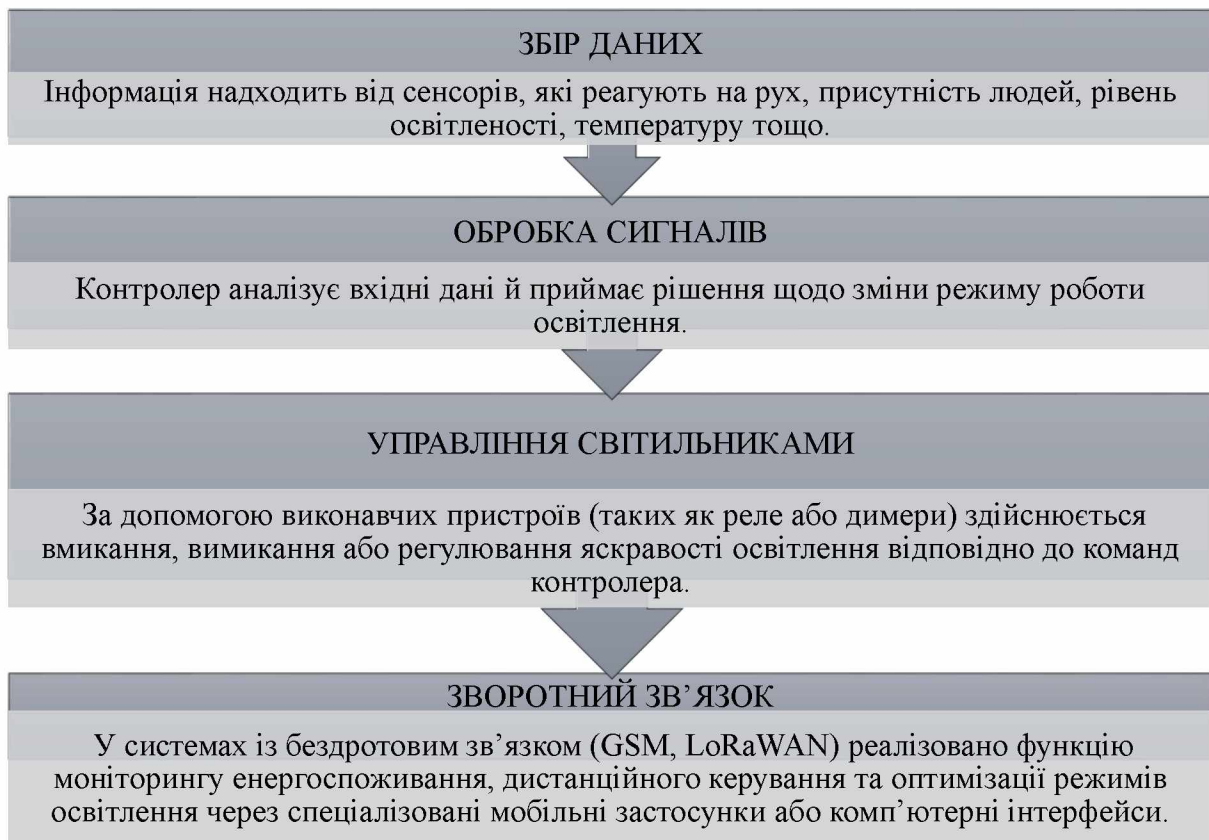 ЗБІР ДАНИХ
Інформація надходить від сенсорів, які реагують на рух, присутність людей, рівень
освітленості, температуру тощо.
ОБРОБКА СИГНАЛІВ
Контролер аналізує вхідні дані й приймає рішення щодо зміни режиму роботи
освітлення.
УПРАВЛІННЯ СВІТИЛЬНИКАМИ
За допомогою виконавчих пристроїв (таких як реле або димери) здійснюється
вмикання, вимикання або регулювання яскравості освітлення відповідно до команд
контролера.
ЗВОРОТНИЙ ЗВ’ЯЗОК
У системах із бездротовим зв’язком (GSM, LoRaWAN) реалізовано функцію
моніторингу енергоспоживання, дистанційного керування та оптимізації режимів
освітлення через спеціалізовані мобільні застосунки або комп’ютерні інтерфейси.